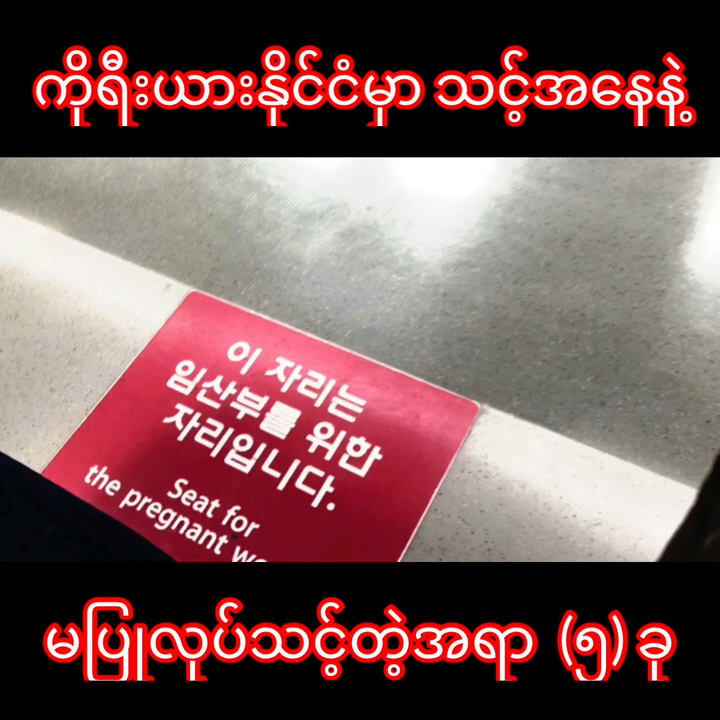 ကိုရီးယားနိုင်ငံမှာ သင့်အနေနဲ့
이 자리는
임산부를 위한
자리입니다.
Seat for
the pregnant
မပြုလုပ်သင့်တဲ့အရာ (၅) ခု